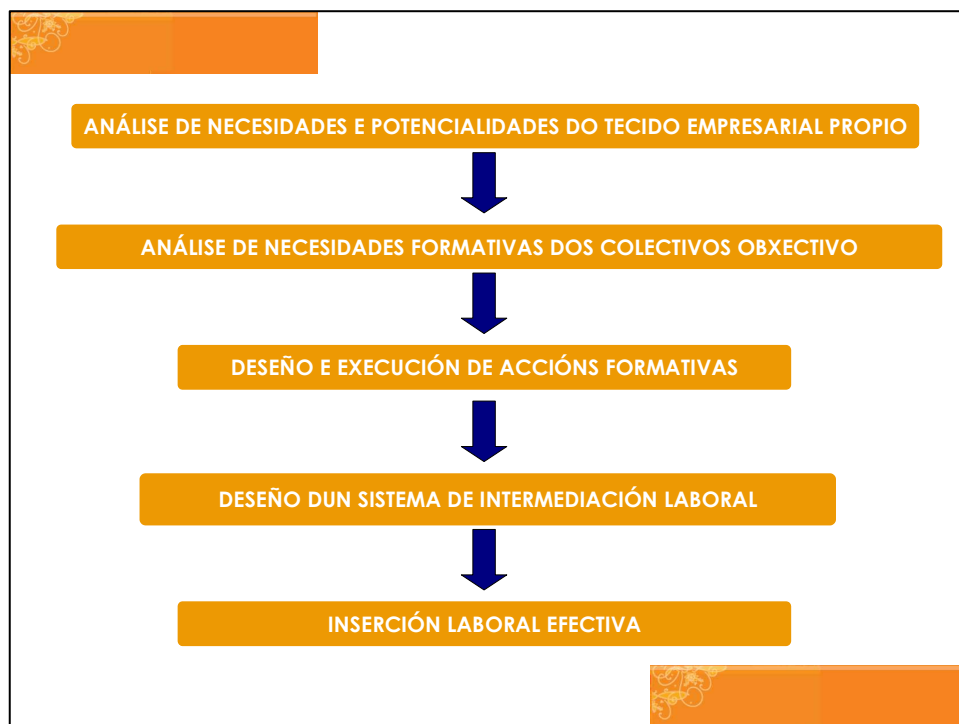 ANÁLISE DE NECESIDADES E POTENCIALIDADES DO TECIDO EMPRESARIAL PROPIO
ANÁLISE DE NECESIDADES FORMATIVAS DOS COLECTIVOS OBXECTIVO
DESEÑO E EXECUCIÓN DE ACCIÓNS FORMATIVAS
DESEÑO DUN SISTEMA DE INTERMEDIACIÓN LABORAL
INSERCIÓN LABORAL EFECTIVA